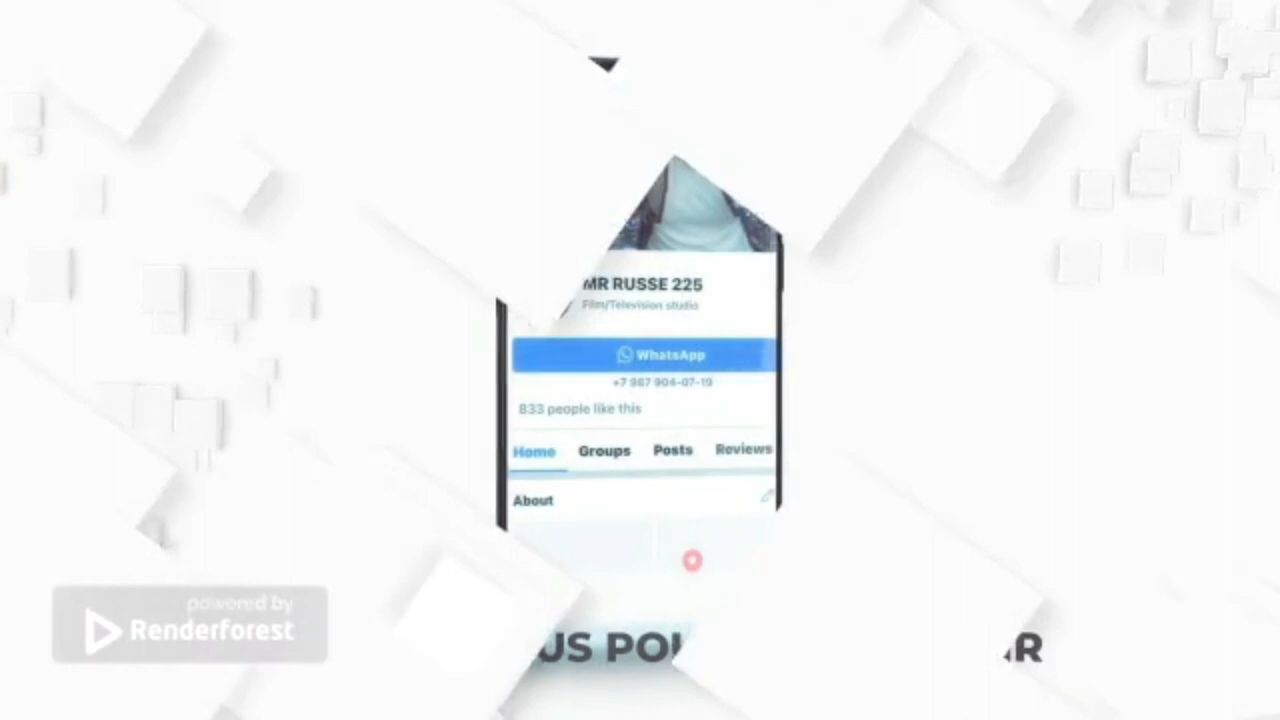 MR RUSSE 225
Film/Television studio
WhatsApp
+7 987 904-07-19
833 people like this
Home Groups Posts Reviews
About
powered by
Renderforest